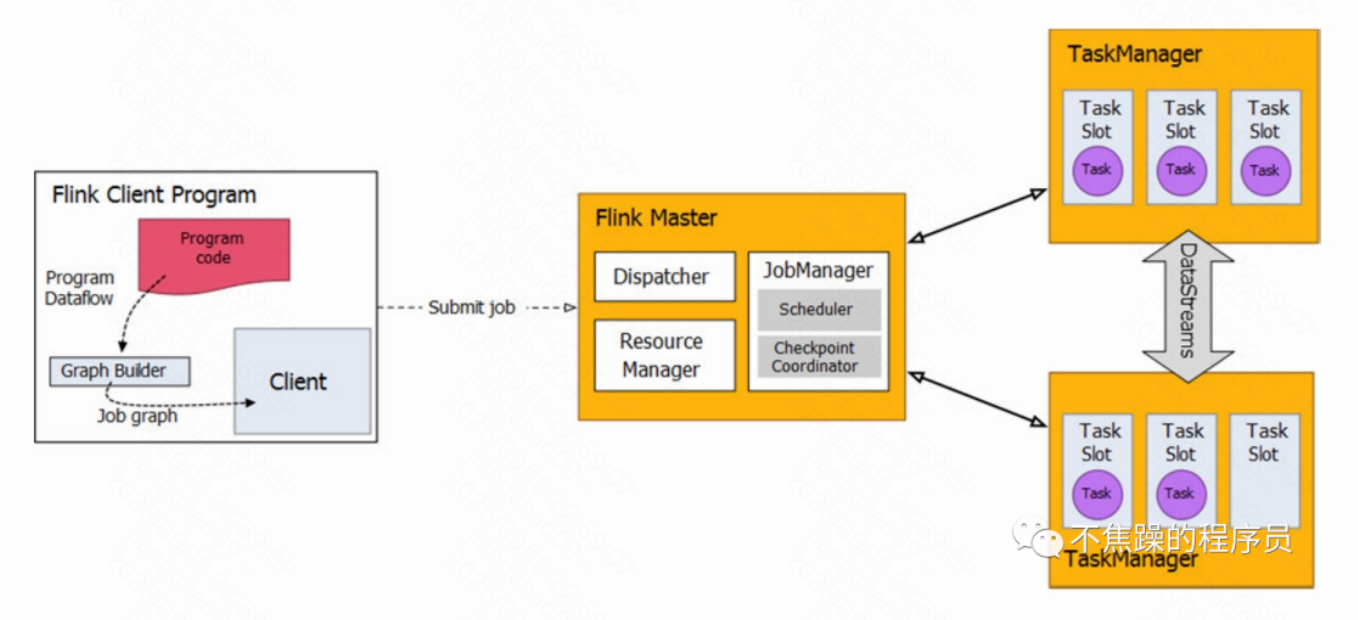 Flink Client Program
Program
code
Program
Dataflow
Graph Builder
Job graph
Client
Submit job
Flink Master
Dispatcher
Resource
Manager
JobManager
Scheduler
Checkpoint
Coordinator
TaskManager
Task
Slot
Task
Task
Slot
Task
Task
Slot
Task
DataStreams
Task
Slot
Task
Task
Slot
Task
Task
Slot
不焦躁的程序员
TaskManager